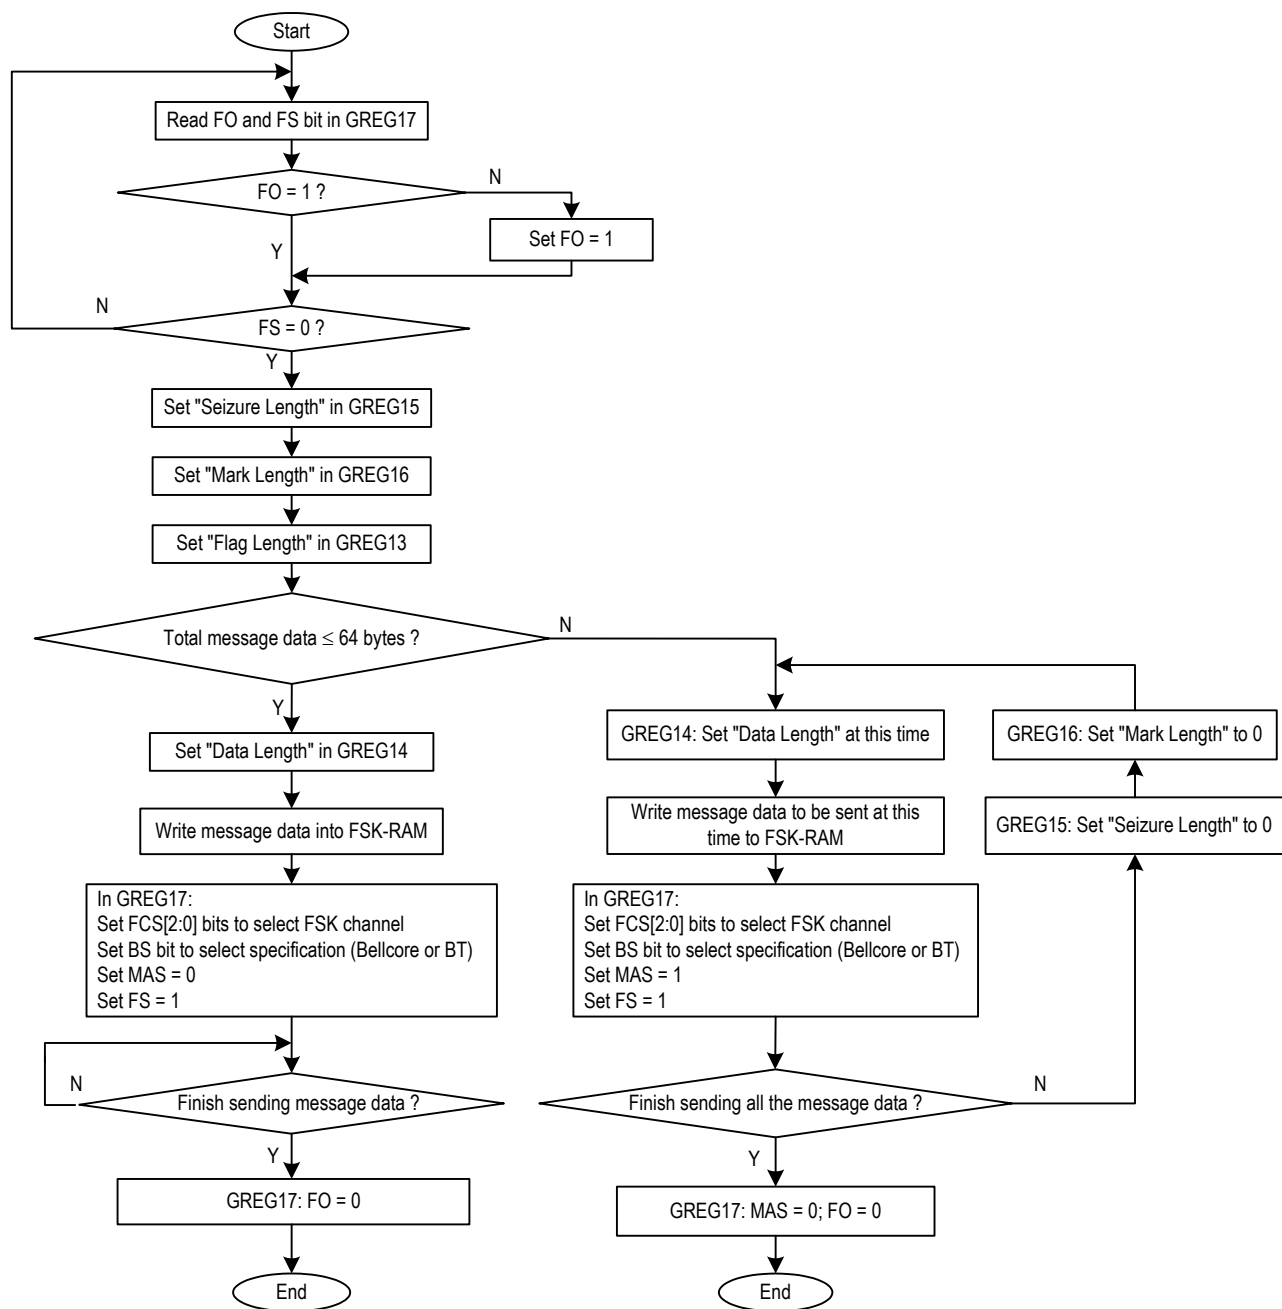 Start
Read FO and FS bit in GREG17
FO = 1 ?
N
Set FO = 1
Y
N
FS = 0 ?
Y
Set "Seizure Length" in GREG15
Set "Mark Length" in GREG16
Set "Flag Length" in GREG13
Total message data ≤ 64 bytes ?
N
Y
Set "Data Length" in GREG14
Write message data into FSK-RAM
In GREG17:
Set FCS[2:0] bits to select FSK channel
Set BS bit to select specification (Bellcore or BT)
Set MAS = 0
Set FS = 1
N
Finish sending message data ?
Y
GREG17: FO = 0
End
GREG14: Set "Data Length" at this time
Write message data to be sent at this
time to FSK-RAM
In GREG17:
Set FCS[2:0] bits to select FSK channel
Set BS bit to select specification (Bellcore or BT)
Set MAS = 1
Set FS = 1
Finish sending all the message data ?
N
Y
GREG17: MAS = 0; FO = 0
End
GREG16: Set "Mark Length" to 0
GREG15: Set "Seizure Length" to 0